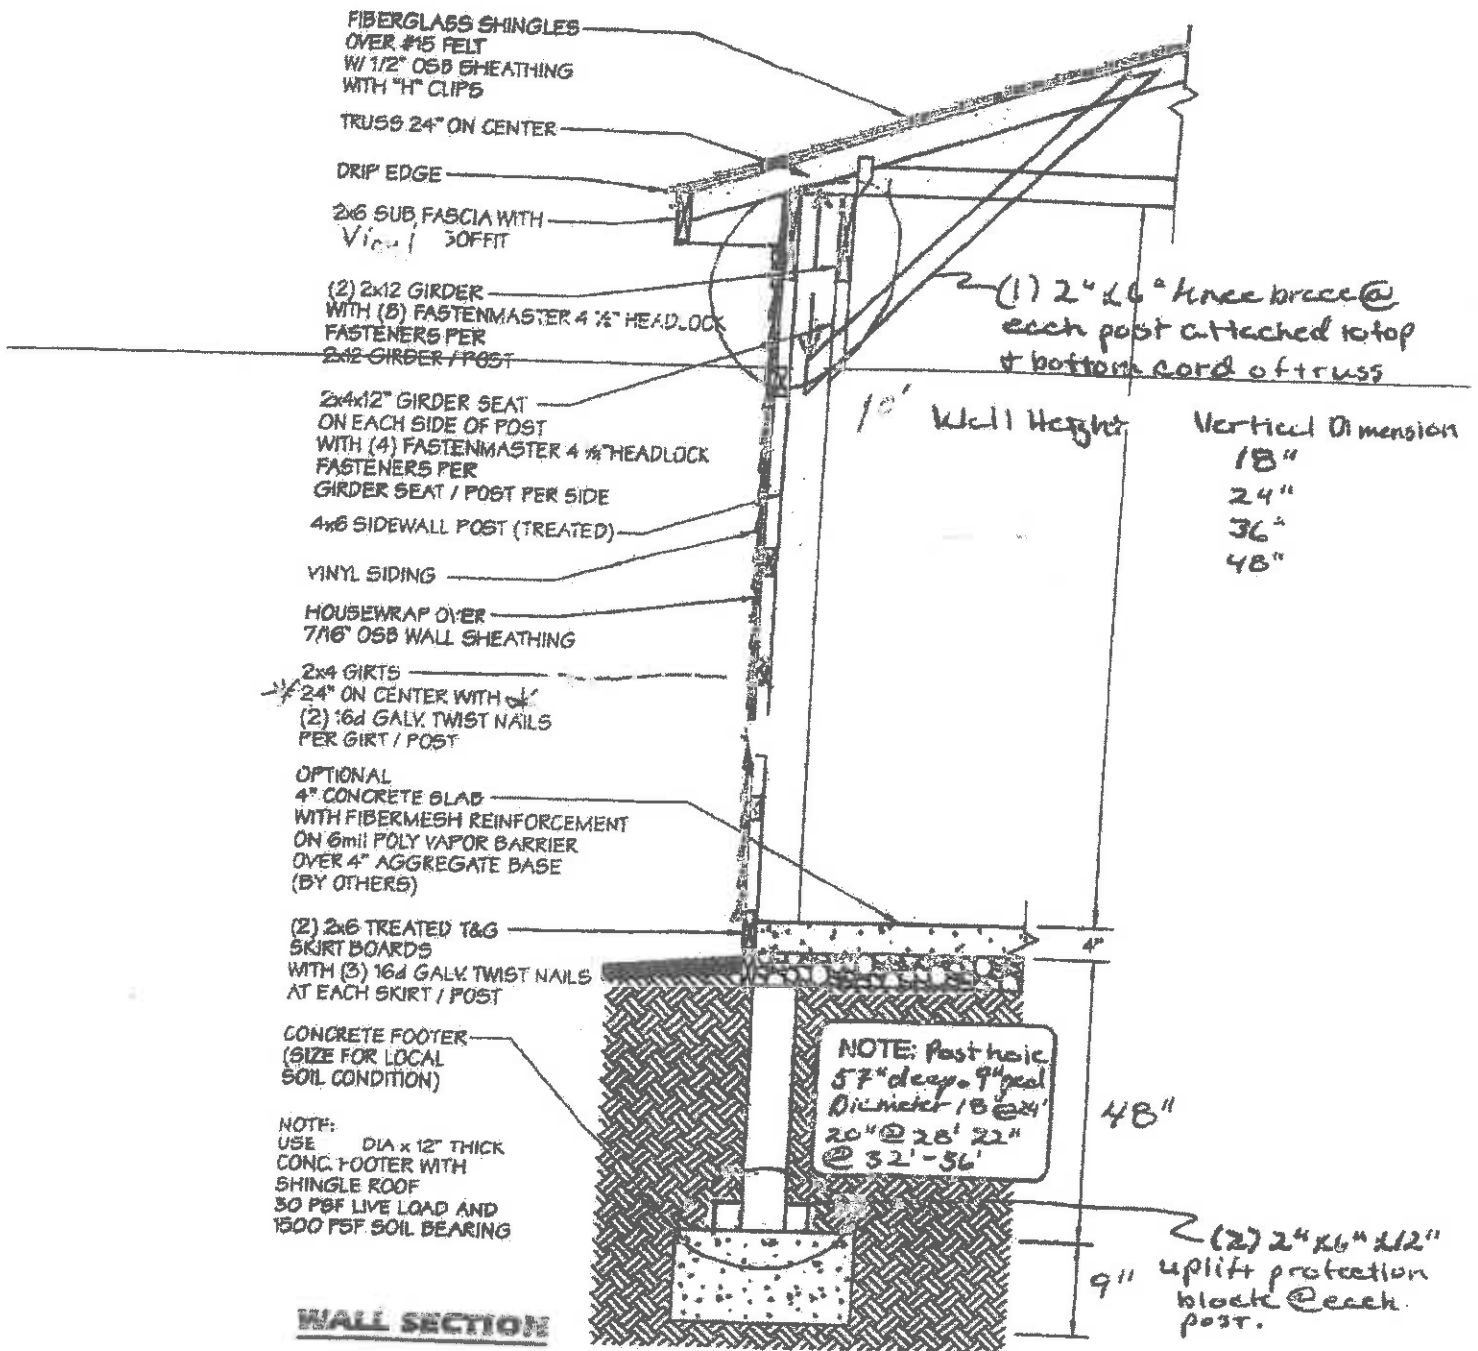 FIBERGLASS SHINGLES
OVER #15 FELT
W/ 1/2" OSB SHEATHING
WITH "H" CLIPS
TRUSS 24" ON CENTER
DRIP EDGE
2x6 SUB FASCIA WITH
Vinyl SOFFIT
(2) 2x12 GIRDER
WITH (8) FASTENMASTER 4 ½" HEADLOCK
FASTENERS PER
2x12 GIRDER / POST
2x4x12" GIRDER SEAT
ON EACH SIDE OF POST
WITH (4) FASTENMASTER 4 ½" HEADLOCK
FASTENERS PER
GIRDER SEAT / POST PER SIDE
4x6 SIDEWALL POST (TREATED)
VINYL SIDING
HOUSEWRAP OVER
7/16" OSB WALL SHEATHING
2x4 GIRTS
24" ON CENTER WITH
(2) 16d GALV. TWIST NAILS
PER GIRT / POST
OPTIONAL
4" CONCRETE SLAB
WITH FIBERMESH REINFORCEMENT
ON 6mil POLY VAPOR BARRIER
OVER 4" AGGREGATE BASE
(BY OTHERS)
(2) 2x6 TREATED T&G
SKIRT BOARDS
WITH (3) 16d GALV. TWIST NAILS
AT EACH SKIRT / POST
CONCRETE FOOTER
(SIZE FOR LOCAL
SOIL CONDITION)
NOTE:
USE DIA x 12" THICK
CONC. FOOTER WITH
SHINGLE ROOF
30 PSF LIVE LOAD AND
1500 PSF SOIL BEARING
WALL SECTION
(1) 2" x 6" Knee brace @
each post attached to top
+ bottom cord of truss
10' Wall Height
Vertical Dimension
18"
24"
36"
48"
4"
NOTE: Post hole
57" deep. 9"
Diameter 18 @ 24'
20" @ 28' 22"
@ 32'-36'
48"
9"
(2) 2" x 6" x 12"
uplift protection
block @ each
post.